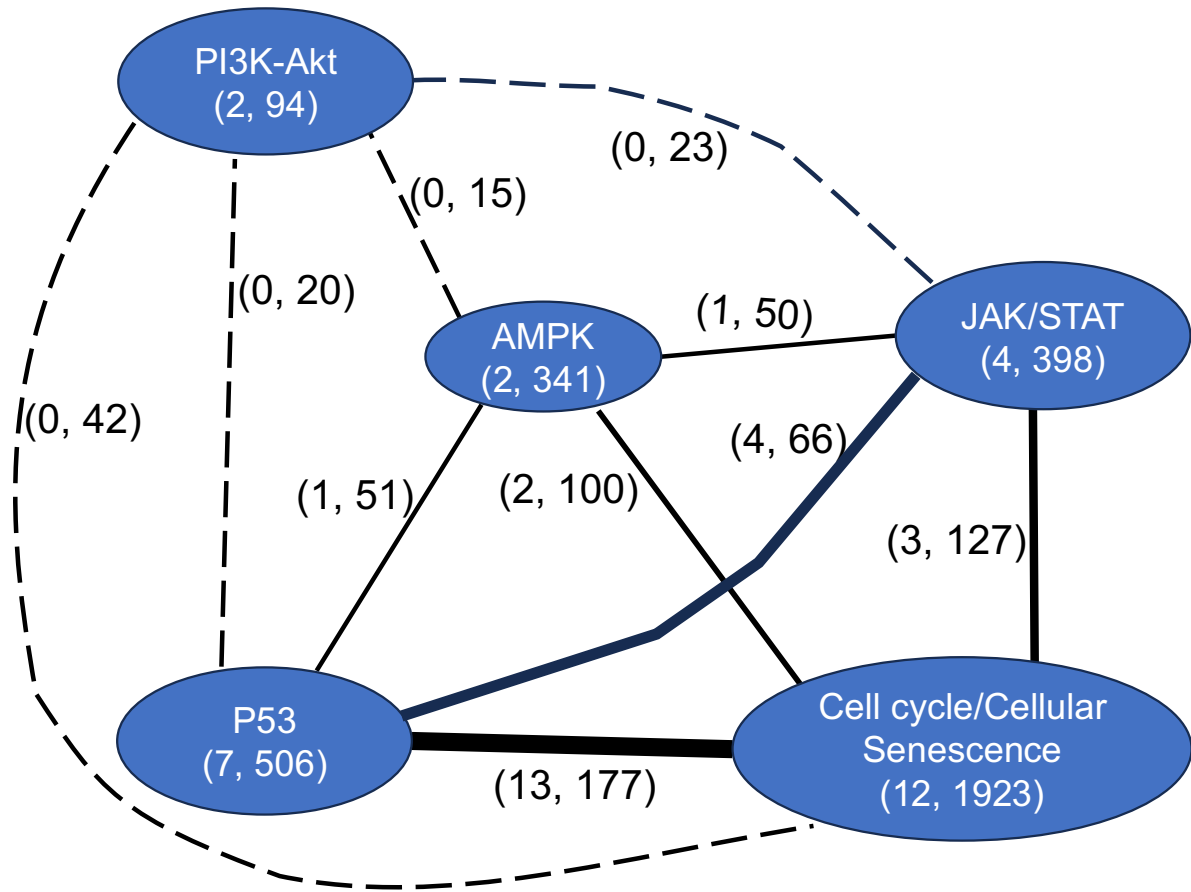 PI3K-Akt
(2, 94)
(0, 23)
(0, 15)
(0, 20)
(1, 50)
JAK/STAT
(4, 398)
AMPK
(2, 341)
(0, 42)
(4, 66)
(1, 51)
(2, 100)
(3, 127)
P53
(7, 506)
Cell cycle/Cellular
Senescence
(12, 1923)
(13, 177)